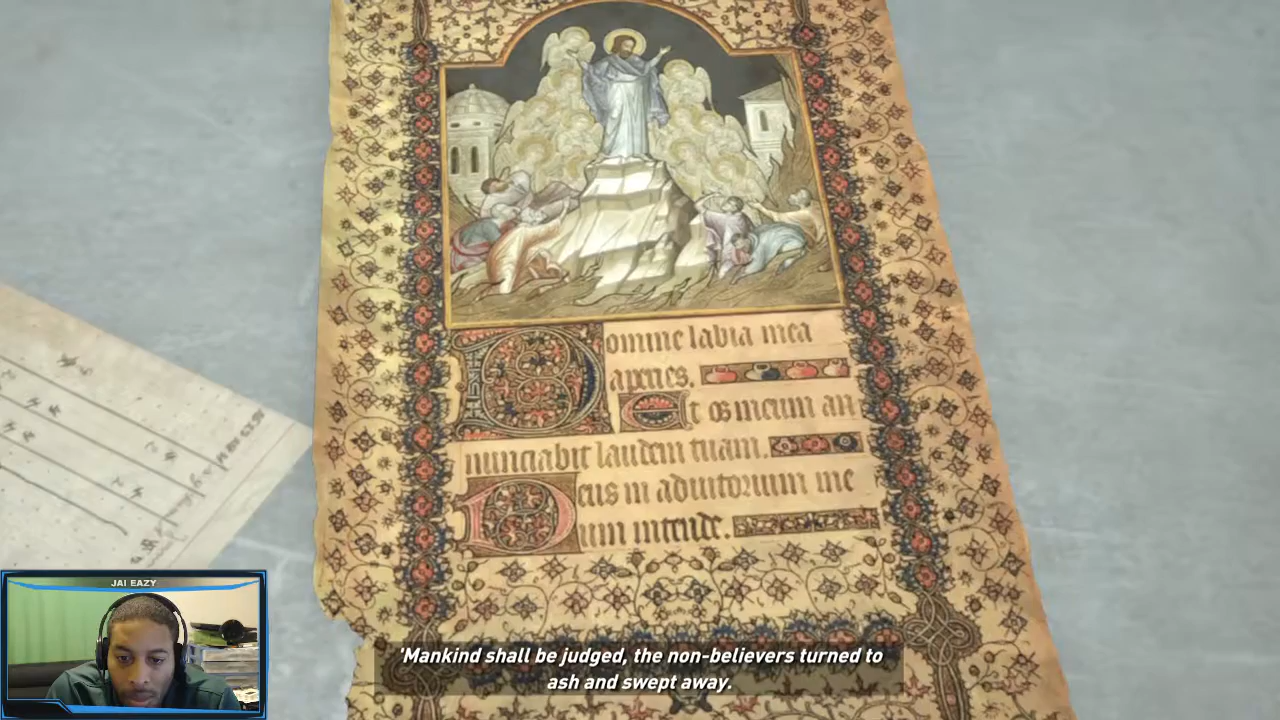 Domine labia mea
aperies.
Et os meum an
nunciabit laudem tuam.
Deus in adiutorium me
um intende.
JAI EAZY
'Mankind shall be judged, the non-believers turned to
ash and swept away.